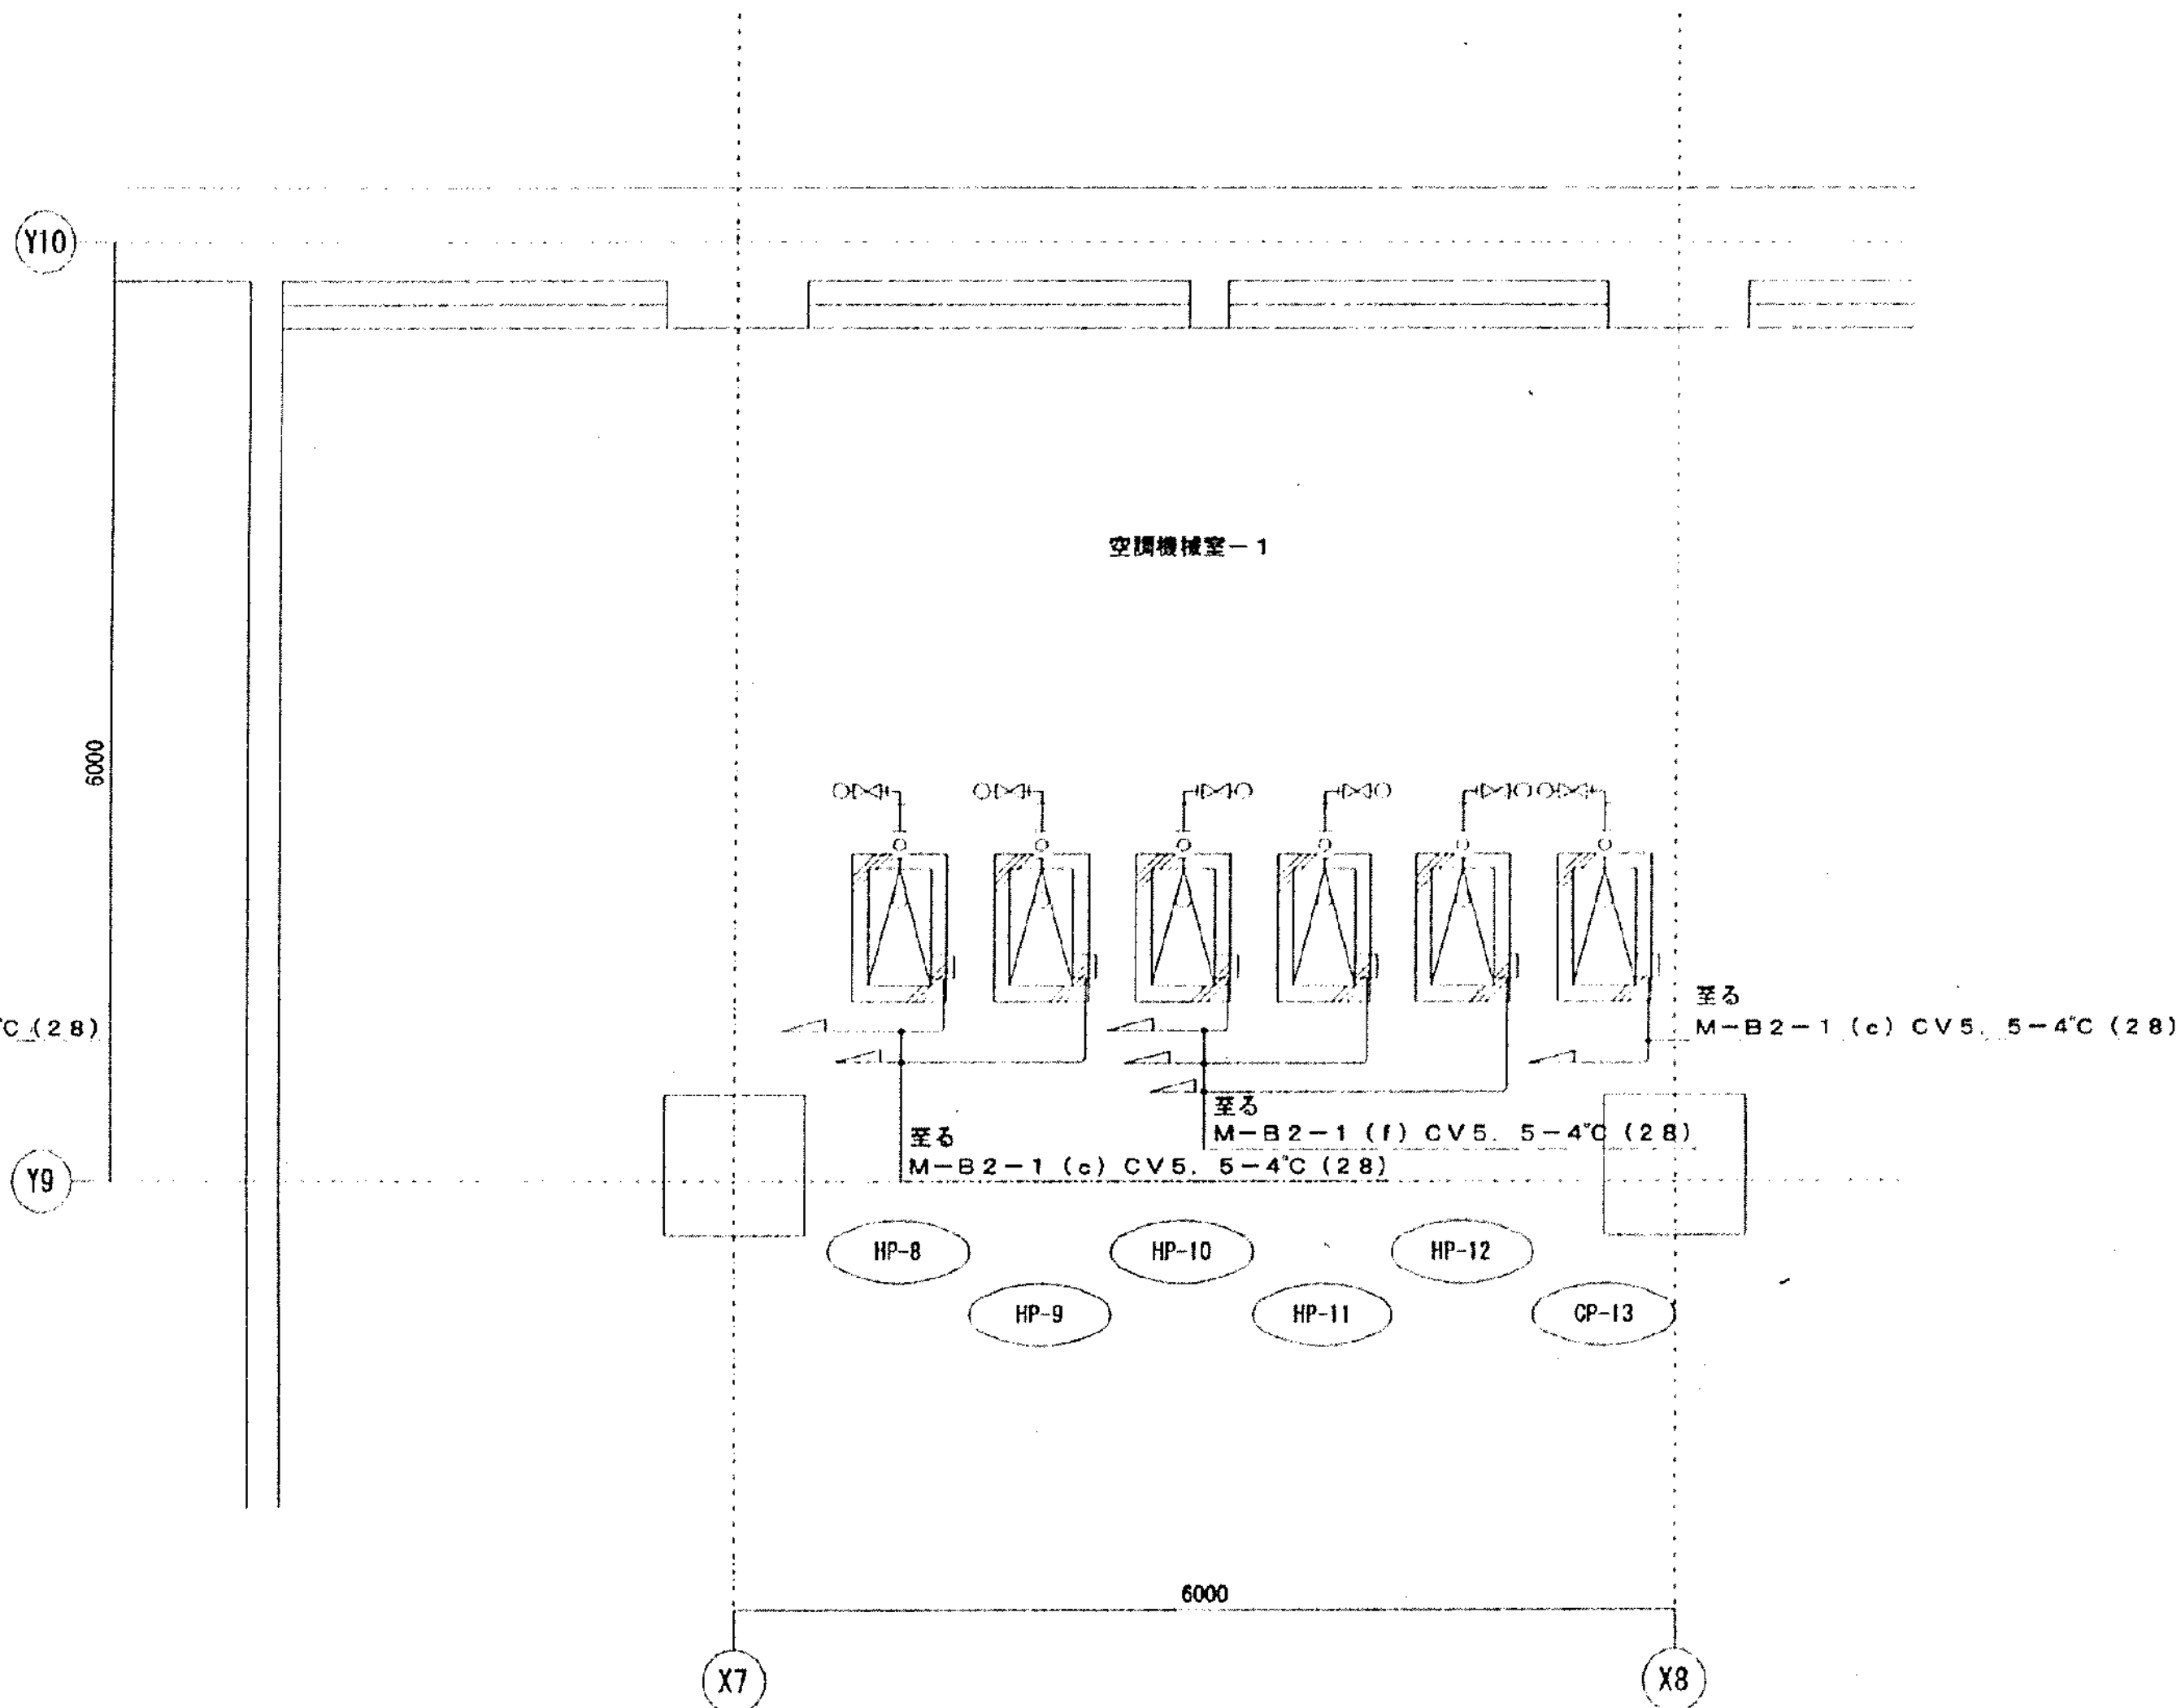 Y10
空調機械室－1
6000
℃(28)
至る
M－B2－1(c) CV5.5－4℃(28)
至る
M－B2－1(f) CV5.5－4℃(28)
至る
M－B2－1(c) CV5.5－4℃(28)
Y9
HP-8
HP-10
HP-12
HP-9
HP-11
CP-13
6000
X7
X8